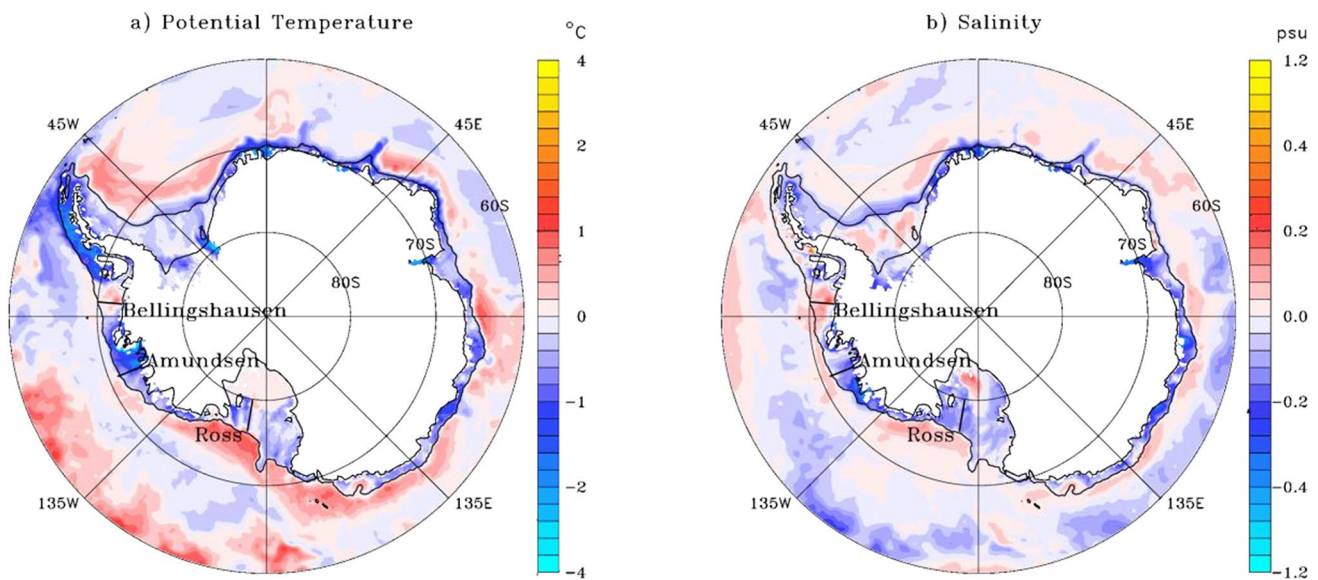 a) Potential Temperature
°C
4
2
1
0
−1
−2
−4
45W
45E
60S
70S
80S
Bellingshausen
Amundsen
Ross
135W
135E
b) Salinity
psu
1.2
0.4
0.2
0.0
−0.2
−0.4
−1.2
45W
45E
60S
70S
80S
Bellingshausen
Amundsen
Ross
135W
135E